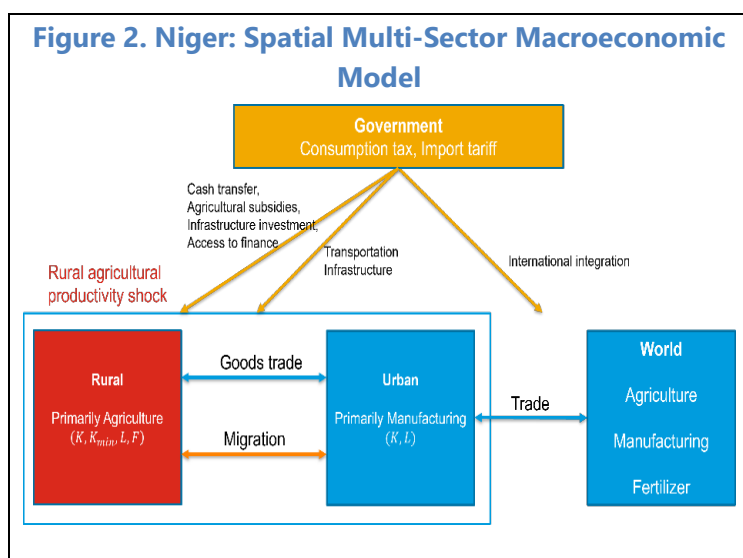 Figure 2. Niger: Spatial Multi-Sector Macroeconomic
Model
Government
Consumption tax, Import tariff
Cash transfer,
Agricultural subsidies,
Infrastructure investment,
Access to finance
Transportation
Infrastructure
International integration
Rural agricultural
productivity shock
Rural
Primarily Agriculture
(K, K_min, L, F)
Goods trade
Migration
Urban
Primarily Manufacturing
(K, L)
Trade
World
Agriculture
Manufacturing
Fertilizer